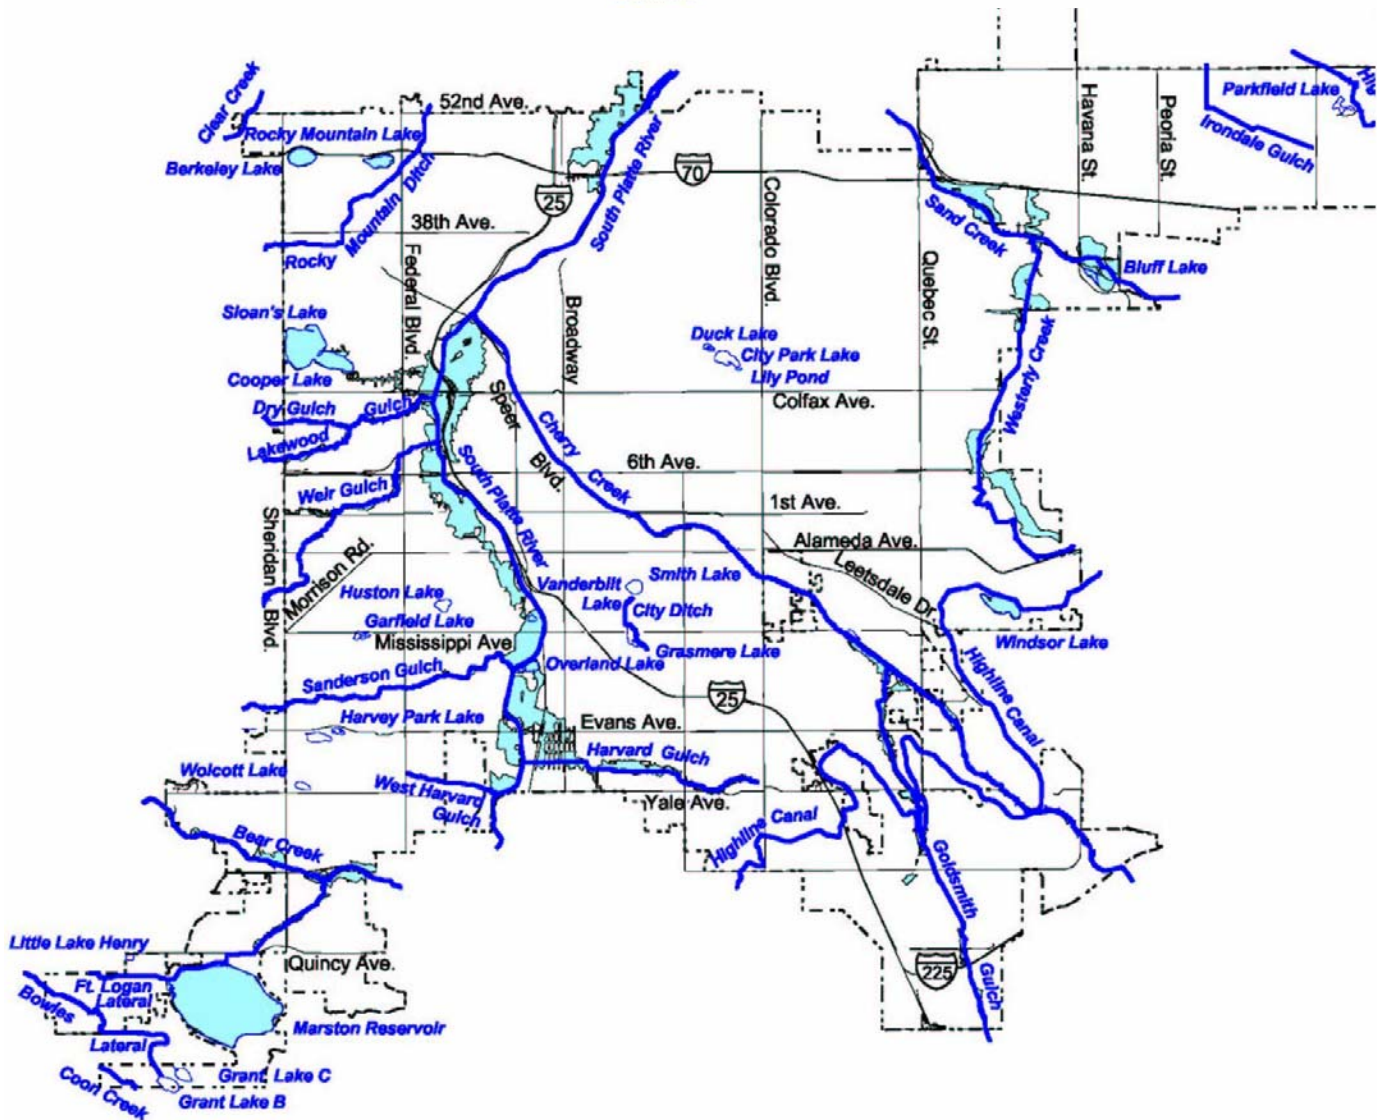 52nd Ave.
Clear Creek
Rocky Mountain Lake
Berkeley Lake
Rocky Mountain Ditch
38th Ave.
25
70
South Platte River
Federal Blvd.
Broadway
Colorado Blvd.
Quebec St.
Havana St.
Peoria St.
Parkfield Lake
Irondale Gulch
Sand Creek
Bluff Lake
Westerly Creek
Sloan's Lake
Cooper Lake
Dry Gulch
Lakewood Gulch
Weir Gulch
Duck Lake
City Park Lake
Lily Pond
Colfax Ave.
Speer Blvd.
Cherry Creek
6th Ave.
1st Ave.
Alameda Ave.
Leetsdale Dr.
South Platte River
Sheridan Blvd.
Morrison Rd.
Huston Lake
Garfield Lake
Mississippi Ave.
Vanderbilt
Lake
Smith Lake
City Ditch
Grasmere Lake
Overland Lake
Windsor Lake
Highline Canal
Sanderson Gulch
Harvey Park Lake
25
Evans Ave.
Harvard Gulch
Wolcott Lake
West Harvard
Gulch
Yale Ave.
Highline Canal
Bear Creek
Goldsmith Gulch
225
Little Lake Henry
Quincy Ave.
Ft. Logan
Lateral
Bowles
Lateral
Marston Reservoir
Grant Lake C
Grant Lake B
Coon Creek